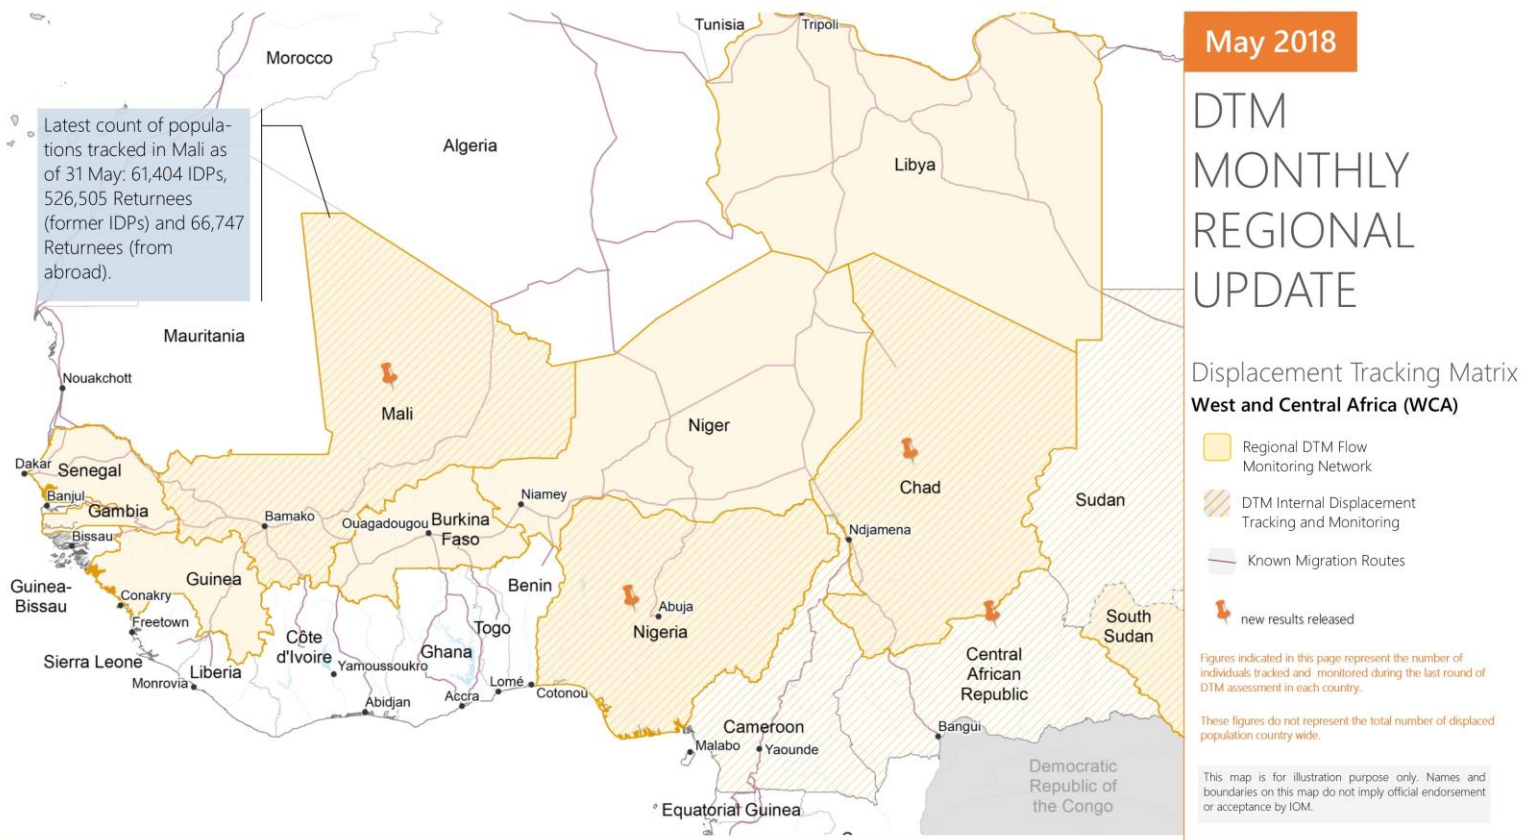 May 2018
DTM
MONTHLY
REGIONAL
UPDATE
Displacement Tracking Matrix
West and Central Africa (WCA)
Regional DTM Flow
Monitoring Network
DTM Internal Displacement
Tracking and Monitoring
Known Migration Routes
new results released
Figures indicated in this page represent the number of
individuals tracked and monitored during the last round of
DTM assessment in each country.
These figures do not represent the total number of displaced
population country wide.
This map is for illustration purpose only. Names and
boundaries on this map do not imply official endorsement
or acceptance by IOM.
Latest count of popula-
tions tracked in Mali as
of 31 May: 61,404 IDPs,
526,505 Returnees
(former IDPs) and 66,747
Returnees (from
abroad).
Tunisia
Tripoli
Morocco
Algeria
Libya
Mauritania
Nouakchott
Mali
Niger
Chad
Sudan
Dakar
Senegal
Banjul
Gambia
Bissau
Guinea-
Bissau
Bamako
Ouagadougou
Burkina
Faso
Niamey
Ndjamena
Guinea
Conakry
Freetown
Sierra Leone
Liberia
Monrovia
Côte
d'Ivoire
Yamoussoukro
Abidjan
Ghana
Accra
Togo
Lomé
Benin
Cotonou
Abuja
Nigeria
South
Sudan
Central
African
Republic
Bangui
Cameroon
Yaounde
Malabo
Equatorial Guinea
Democratic
Republic of
the Congo